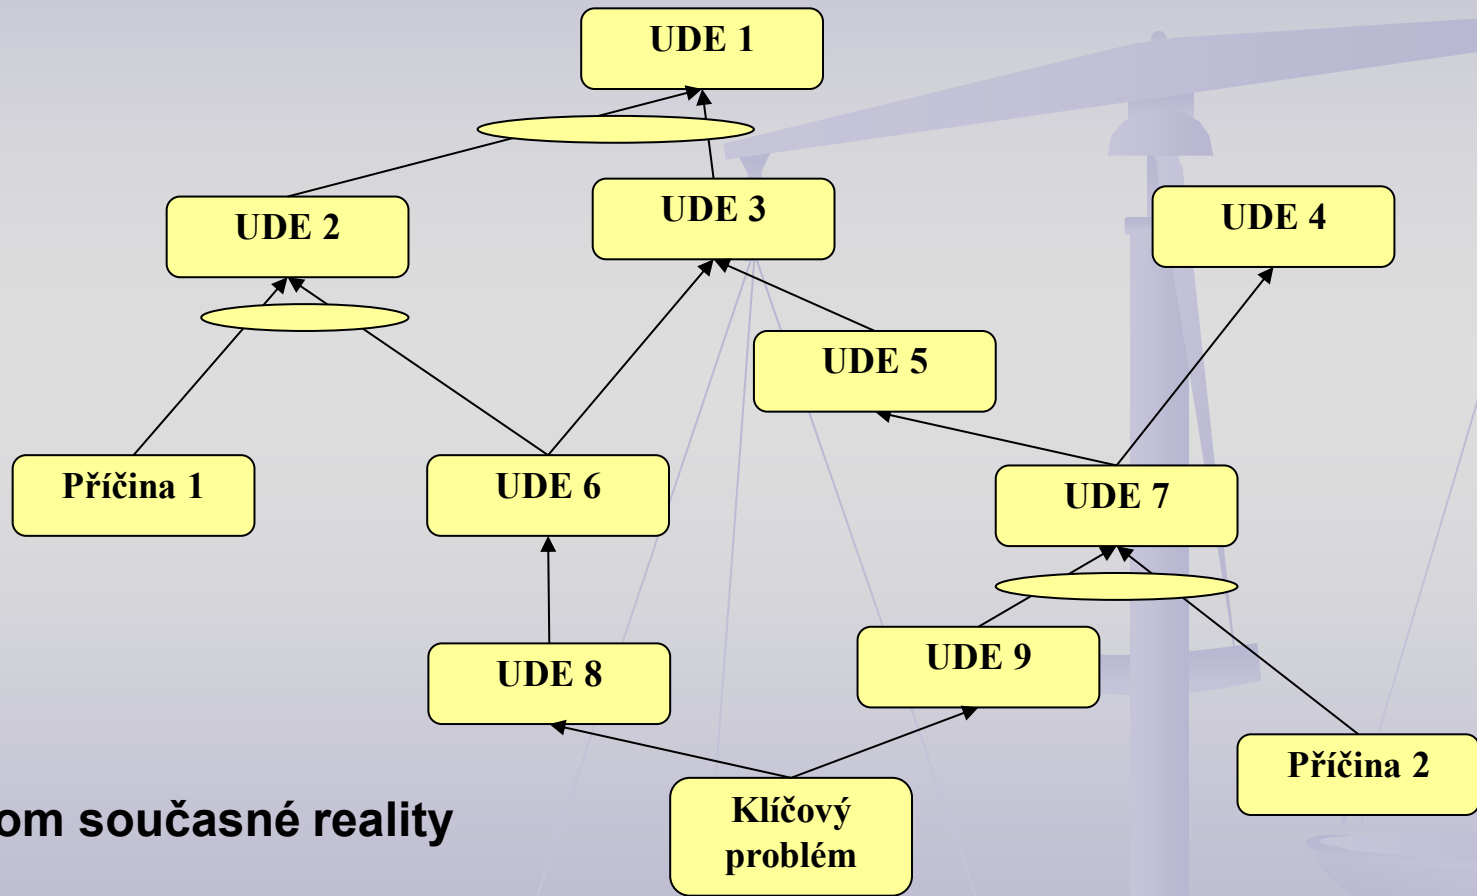 UDE 1
UDE 2
UDE 3
UDE 4
UDE 5
Příčina 1
UDE 6
UDE 7
UDE 8
UDE 9
Příčina 2
Klíčový
problém
om současné reality